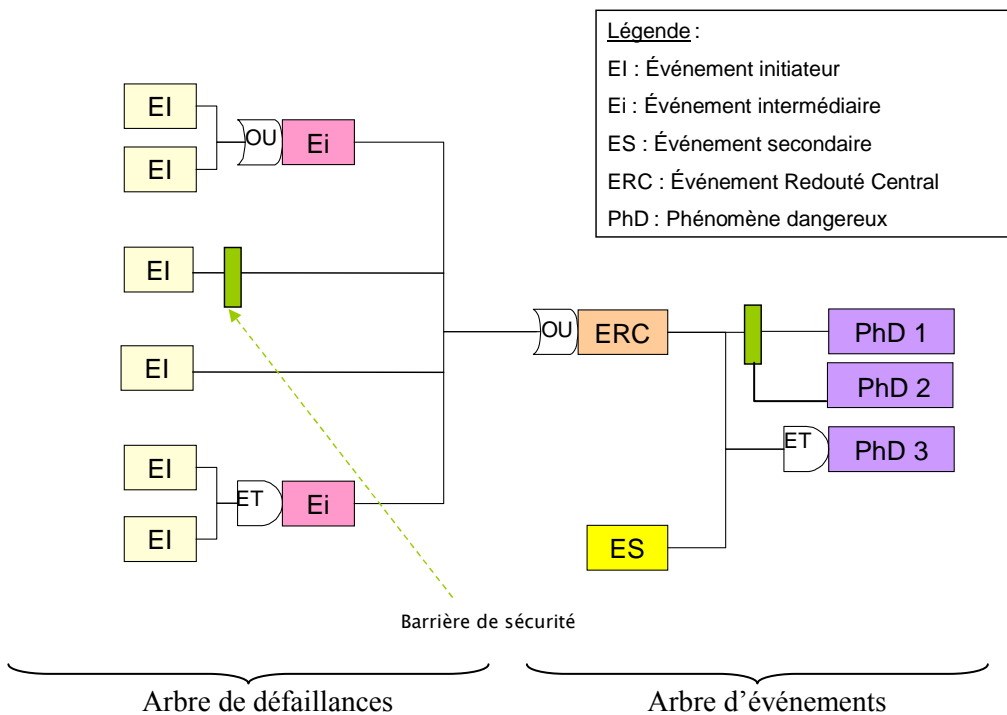 Légende :
EI : Événement initiateur
Ei : Événement intermédiaire
ES : Événement secondaire
ERC : Événement Redouté Central
PhD : Phénomène dangereux
EI
EI
OU
Ei
EI
EI
EI
EI
ET
Ei
OU
ERC
PhD 1
PhD 2
ET
PhD 3
ES
Barrière de sécurité
Arbre de défaillances
Arbre d’événements